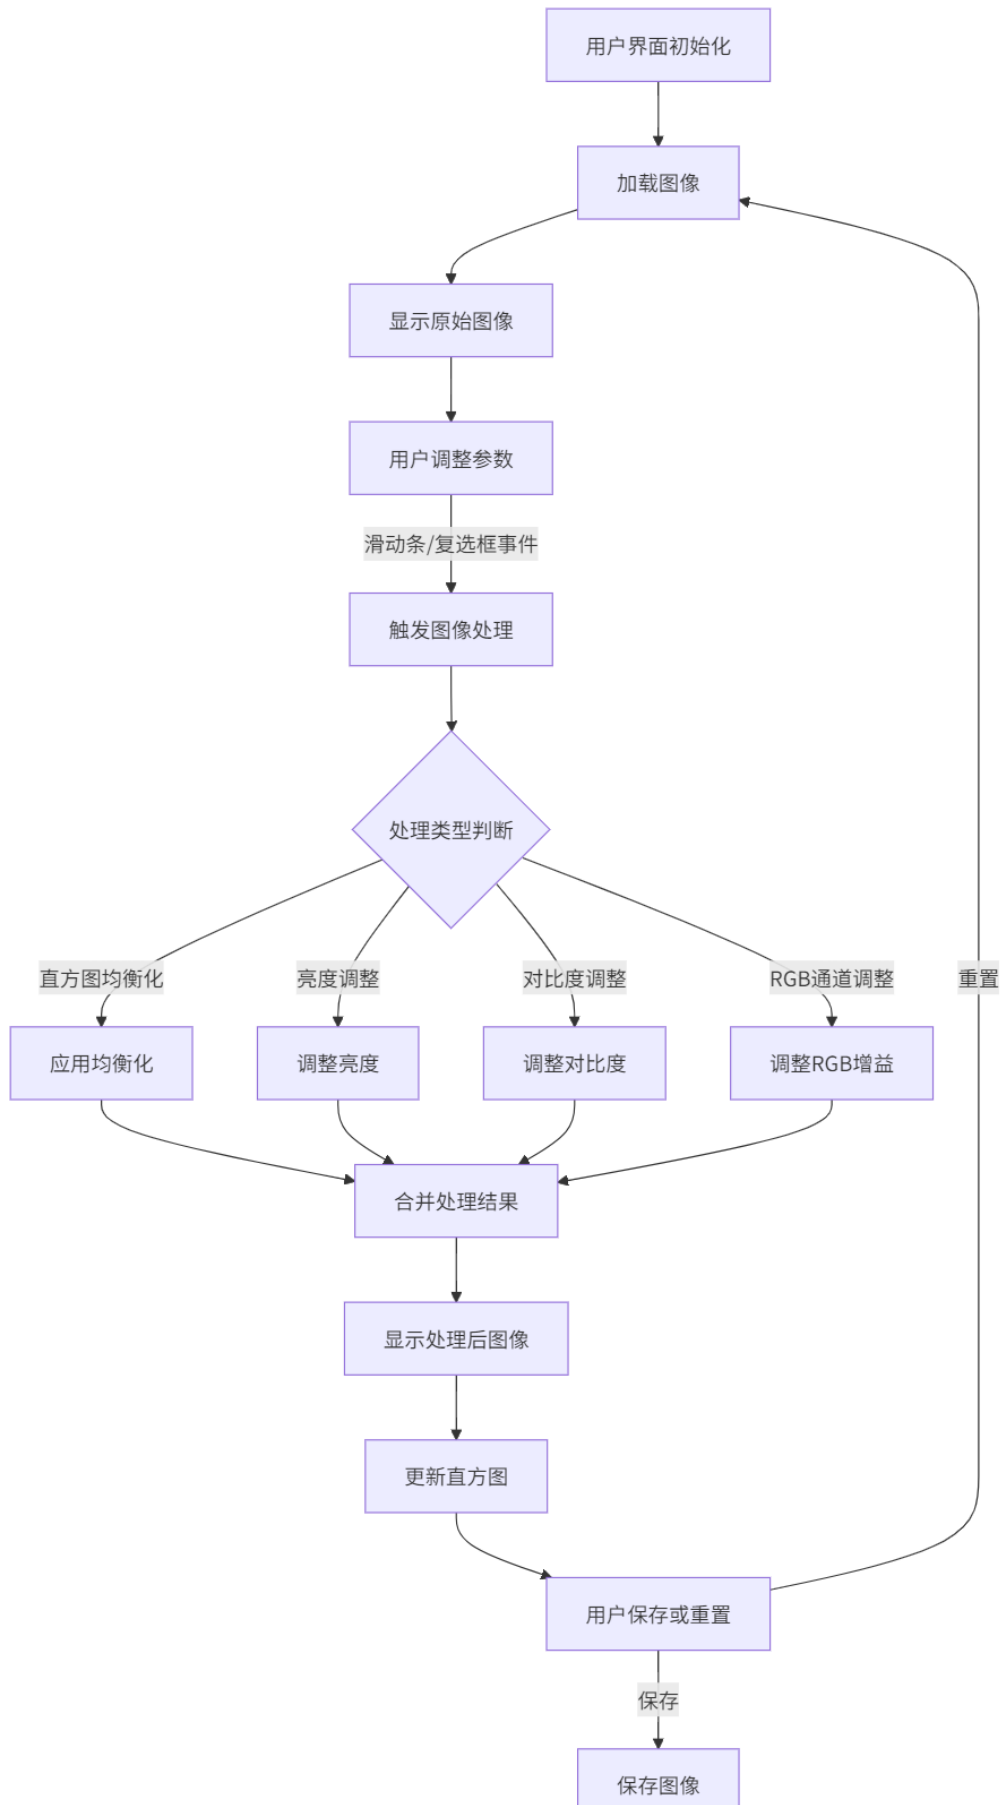 用户界面初始化
加载图像
显示原始图像
用户调整参数
滑动条/复选框事件
触发图像处理
处理类型判断
直方图均衡化
亮度调整
对比度调整
RGB通道调整
重置
应用均衡化
调整亮度
调整对比度
调整RGB增益
合并处理结果
显示处理后图像
更新直方图
用户保存或重置
保存
保存图像